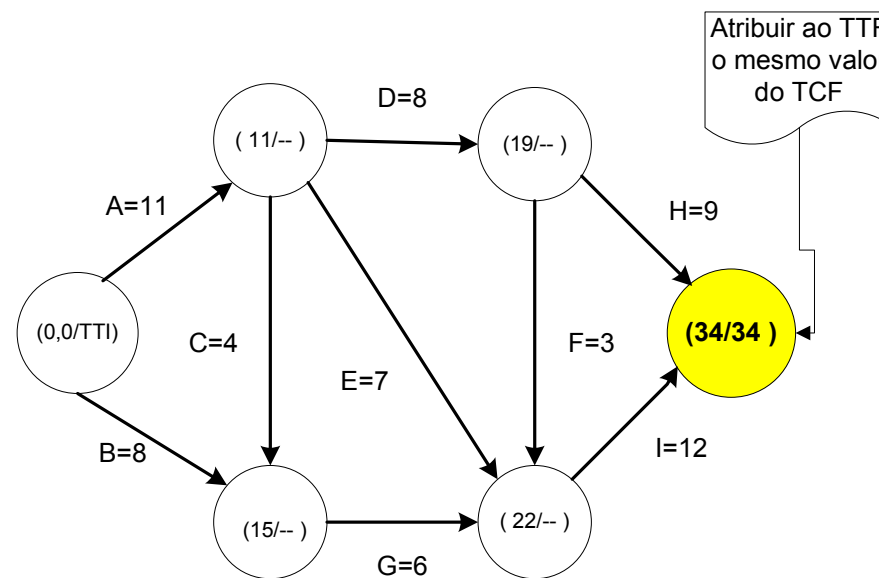 Atribuir ao TTF
o mesmo valo
do TCF
D=8
( 11/-- )
(19/-- )
A=11
H=9
(0,0/TTI)
C=4
F=3
(34/34 )
E=7
B=8
I=12
(15/-- )
( 22/-- )
G=6